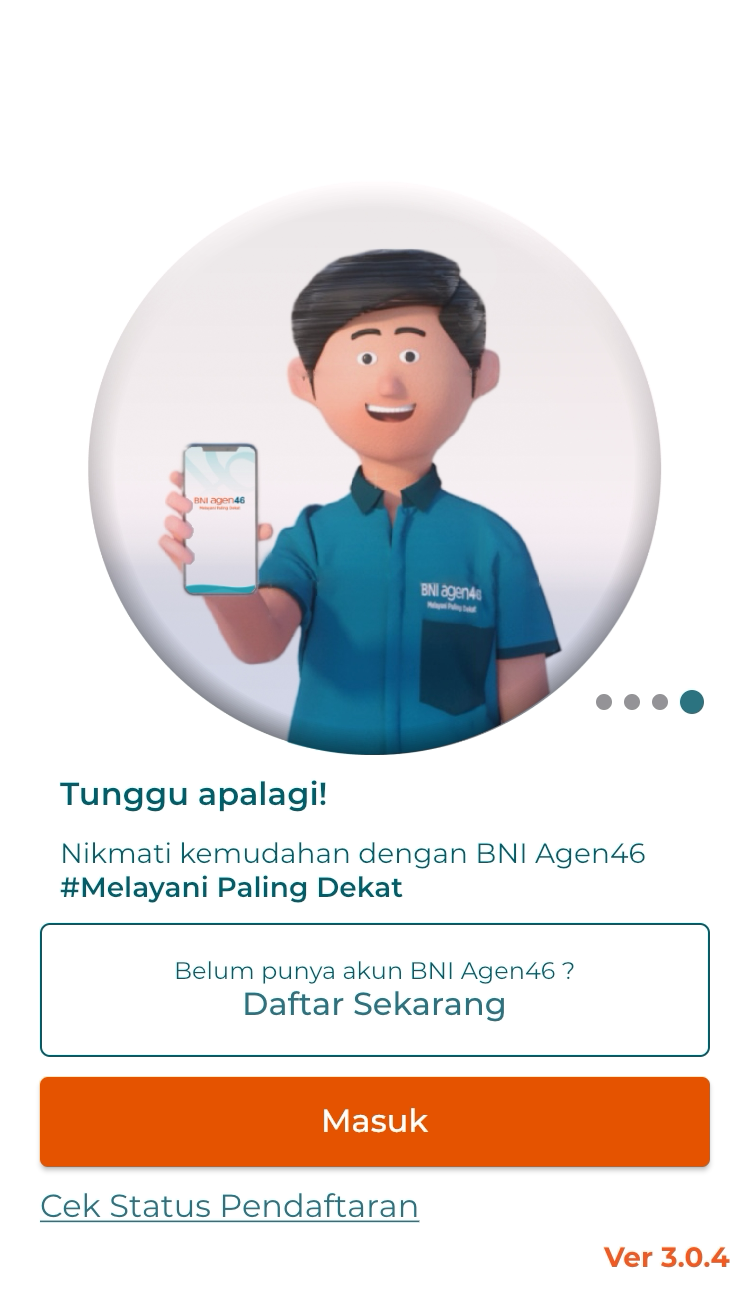 BNI agen46
Melayani Paling Dekat
BNI agen46
Melayani Paling Dekat
Tunggu apalagi!
Nikmati kemudahan dengan BNI Agen46
#Melayani Paling Dekat
Belum punya akun BNI Agen46 ?
Daftar Sekarang
Masuk
Cek Status Pendaftaran
Ver 3.0.4